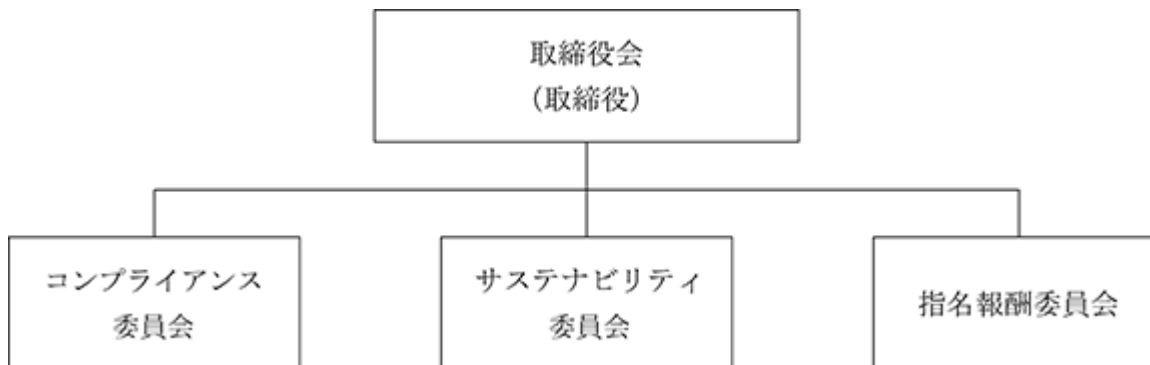 取締役会
（取締役）
コンプライアンス
委員会
サステナビリティ
委員会
指名報酬委員会